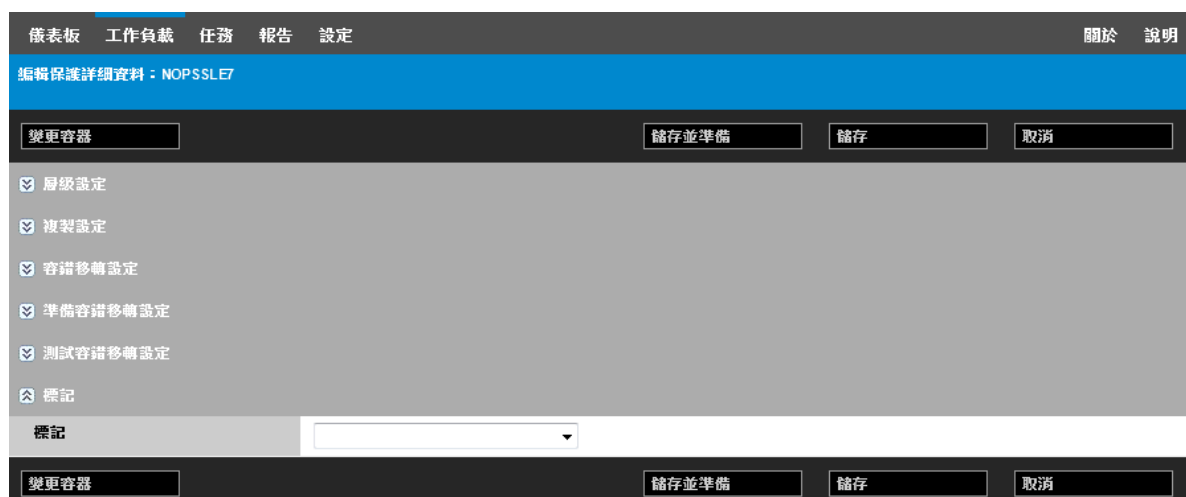 儀表板 工作負載 任務 報告 設定 關於 說明
編輯保護詳細資料：NOPSSLE7
變更容器 儲存並準備 儲存 取消
層級設定
複製設定
容錯移轉設定
準備容錯移轉設定
測試容錯移轉設定
標記
標記
變更容器 儲存並準備 儲存 取消